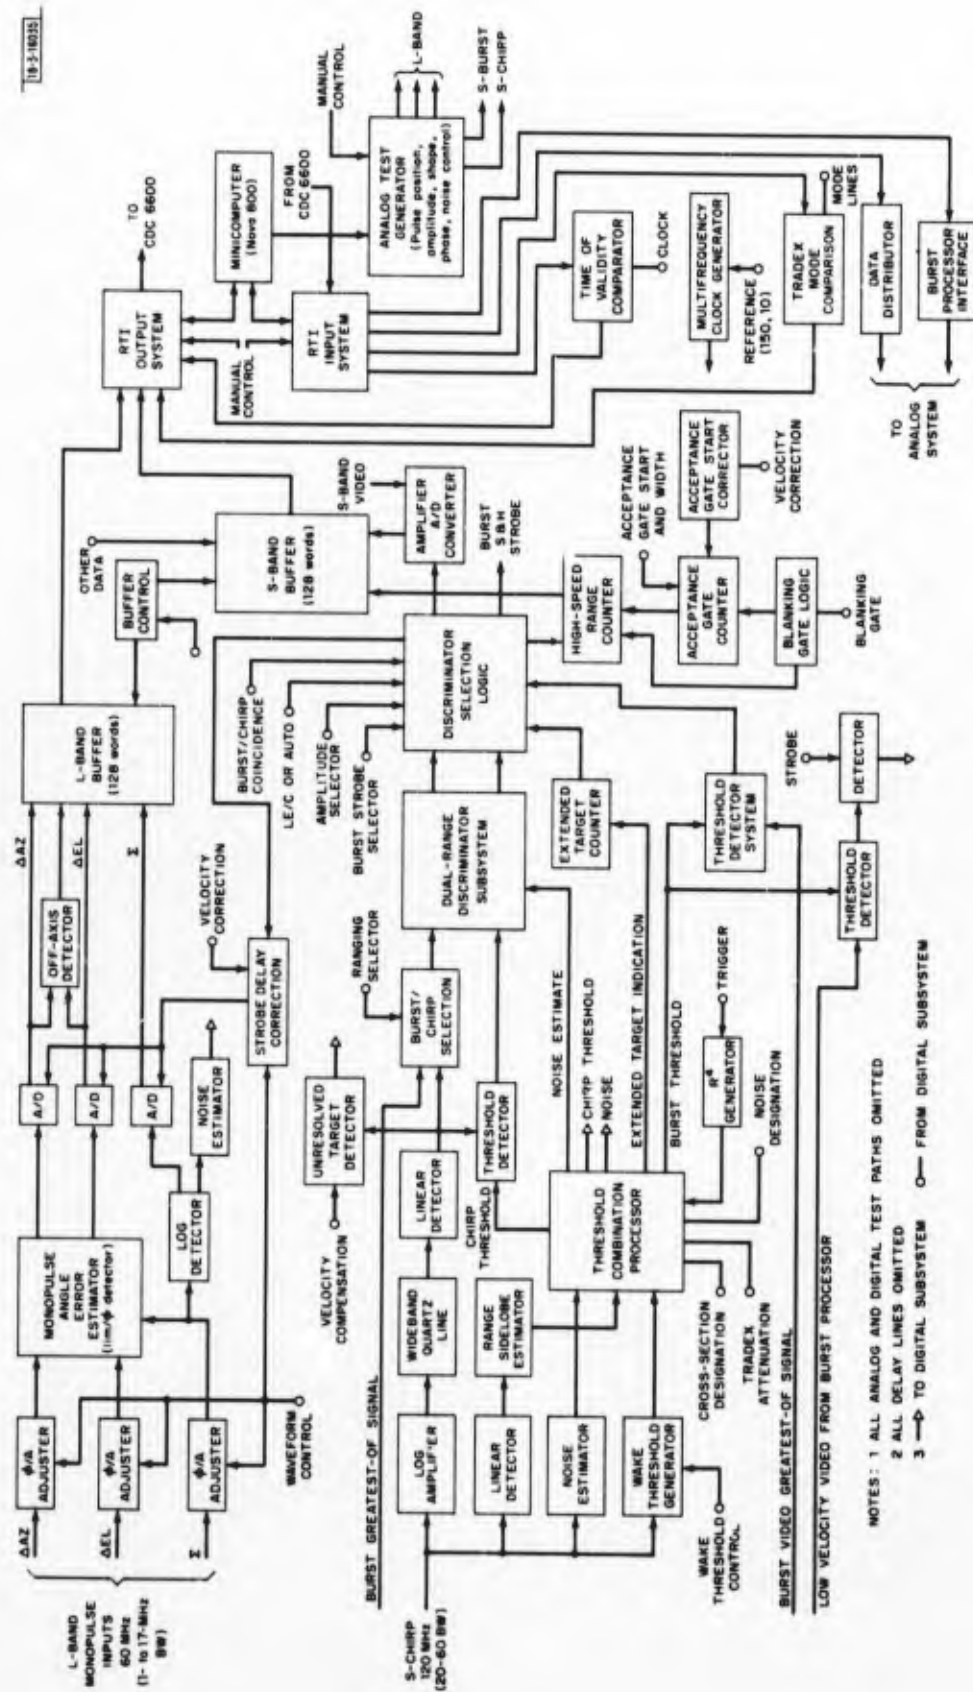 18-5-16035
L-BAND
MONOPULSE
INPUTS
60 MHz
(1- to 17-MHz
BW)
ΔAZ
ΔEL
Σ
Φ/A
ADJUSTER
Φ/A
ADJUSTER
Φ/A
ADJUSTER
WAVEFORM
CONTROL
MONOPULSE
ANGLE
ERROR
ESTIMATOR
(lim/Φ detector)
LOG
DETECTOR
A/D
A/D
A/D
NOISE
ESTIMATOR
OFF-AXIS
DETECTOR
ΔAZ
ΔEL
Σ
VELOCITY
CORRECTION
STROBE DELAY
CORRECTION
L-BAND
BUFFER
(128 words)
BUFFER
CONTROL
OTHER
DATA
S-BAND
BUFFER
(128 words)
S-BAND
VIDEO
AMPLIFIER
A/D
CONVERTER
BURST
S&H
STROBE
RTI
OUTPUT
SYSTEM
TO
CDC 6600
MANUAL
CONTROL
MINICOMPUTER
(Nova 800)
RTI
INPUT
SYSTEM
FROM
CDC 6600
MANUAL
CONTROL
ANALOG TEST
GENERATOR
(Pulse position,
amplitude, shape,
phase, noise control)
L-BAND
S-BURST
S-CHIRP
TIME OF
VALIDITY
COMPARATOR
CLOCK
MULTIFREQUENCY
CLOCK GENERATOR
REFERENCE
(150, 10)
TRADEX
MODE
COMPARISON
MODE
LINES
DATA
DISTRIBUTOR
BURST
PROCESSOR
INTERFACE
TO
ANALOG
SYSTEM
BURST GREATEST-OF SIGNAL
S-CHIRP
120 MHz
(20-60 BW)
LOG
AMPLIFIER
WIDEBAND
QUARTZ
LINE
LINEAR
DETECTOR
VELOCITY
COMPENSATION
UNRESOLVED
TARGET
DETECTOR
RANGING
SELECTOR
BURST/
CHIRP
SELECTION
BURST/CHIRP
COINCIDENCE
LE/C OR AUTO
AMPLITUDE
SELECTOR
BURST STROBE
SELECTOR
DUAL-RANGE
DISCRIMINATOR
SUBSYSTEM
DISCRIMINATOR
SELECTION
LOGIC
LINEAR
DETECTOR
RANGE
SIDELOBE
ESTIMATOR
CHIRP
THRESHOLD
THRESHOLD
DETECTOR
NOISE
ESTIMATOR
WAKE
THRESHOLD
GENERATOR
WAKE
THRESHOLD
CONTROL
THRESHOLD
COMBINATION
PROCESSOR
CROSS-SECTION
DESIGNATION
TRADEX
ATTENUATION
NOISE
DESIGNATION
R⁴
GENERATOR
TRIGGER
NOISE ESTIMATE
CHIRP THRESHOLD
NOISE
EXTENDED TARGET INDICATION
BURST THRESHOLD
EXTENDED
TARGET
COUNTER
THRESHOLD
DETECTOR
SYSTEM
HIGH-SPEED
RANGE
COUNTER
ACCEPTANCE
GATE START
AND WIDTH
ACCEPTANCE
GATE
COUNTER
ACCEPTANCE
GATE START
CORRECTOR
VELOCITY
CORRECTION
BLANKING
GATE LOGIC
BLANKING
GATE
BURST VIDEO GREATEST-OF SIGNAL
LOW VELOCITY VIDEO FROM BURST PROCESSOR
THRESHOLD
DETECTOR
STROBE
DETECTOR
NOTES: 1 ALL ANALOG AND DIGITAL TEST PATHS OMITTED
2 ALL DELAY LINES OMITTED
3 TO DIGITAL SUBSYSTEM FROM DIGITAL SUBSYSTEM